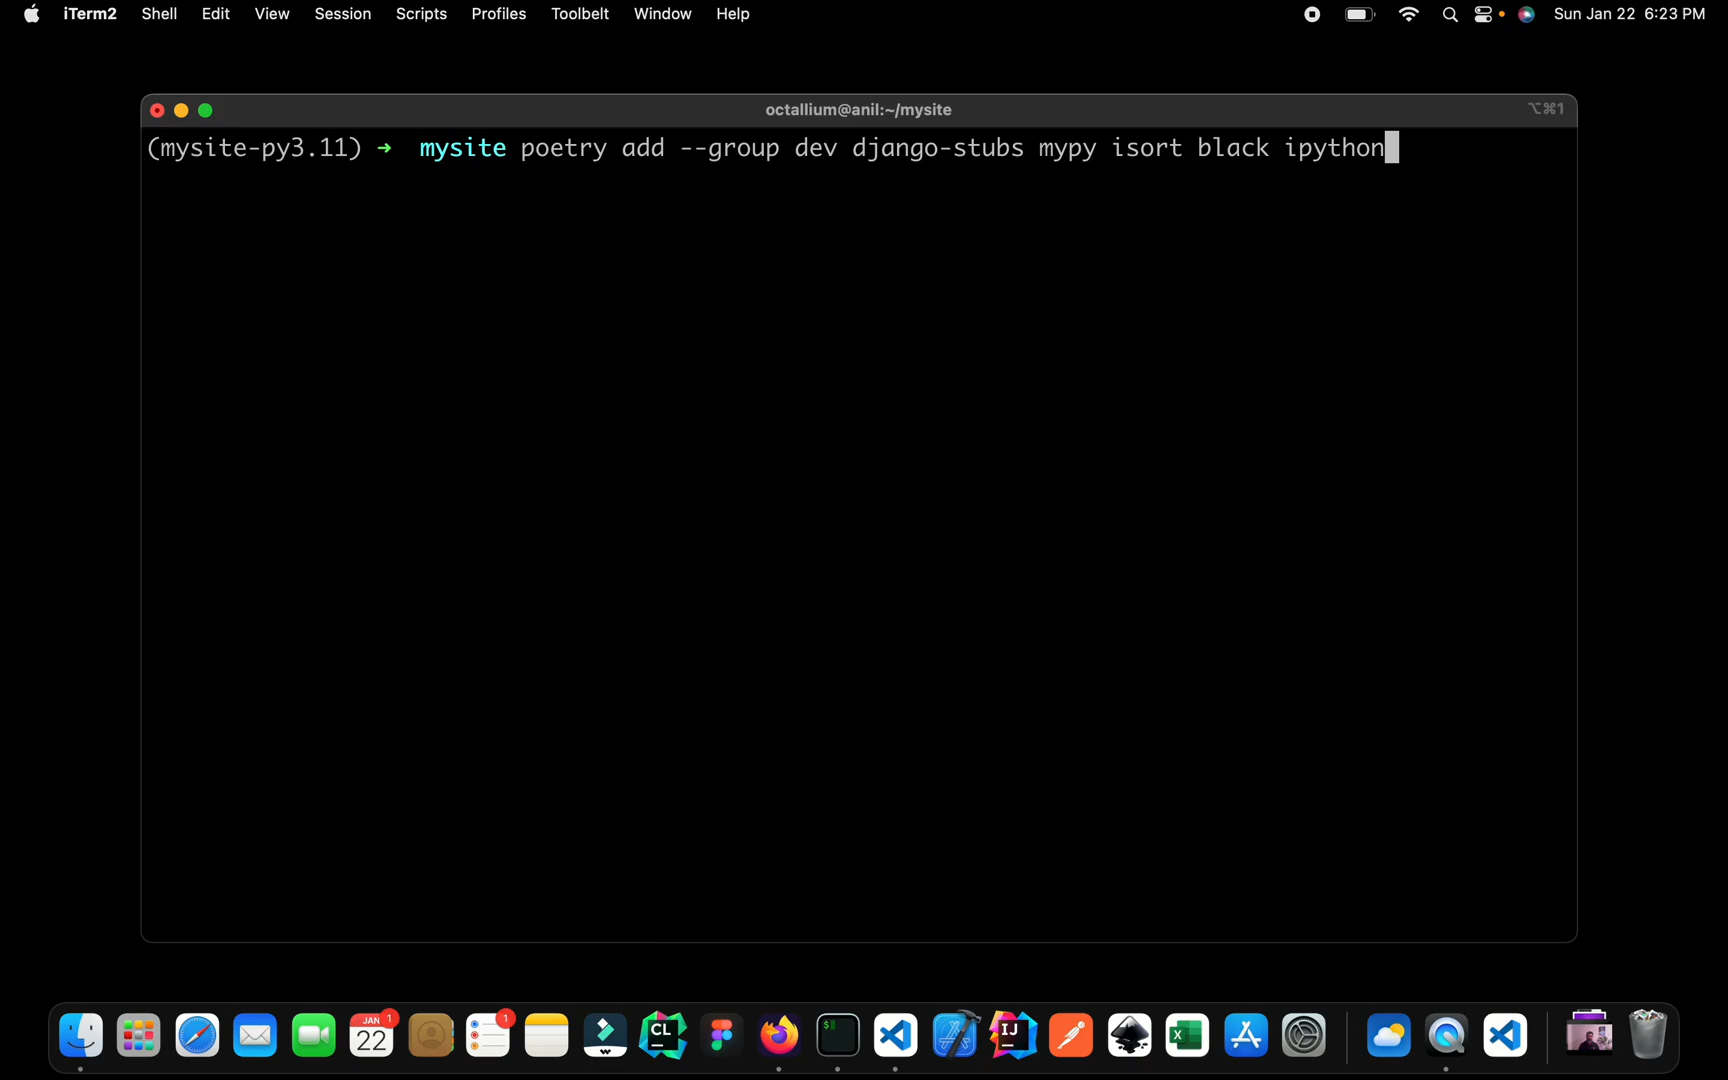 iTerm2 Shell Edit View Session Scripts Profiles Toolbelt Window Help Sun Jan 22 6:23 PM
octallium@anil:~/mysite ⌥⌘1
(mysite-py3.11) ➜ mysite poetry add --group dev django-stubs mypy isort black ipython
JAN 1 1
22 CL $ IJ X